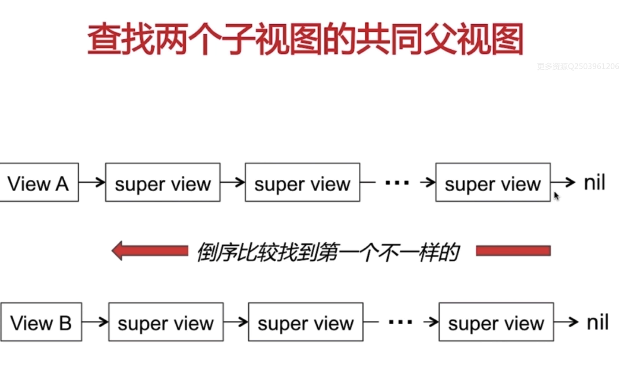 查找两个子视图的共同父视图
View A super view super view ··· super view nil
倒序比较找到第一个不一样的
View B super view super view ··· super view nil